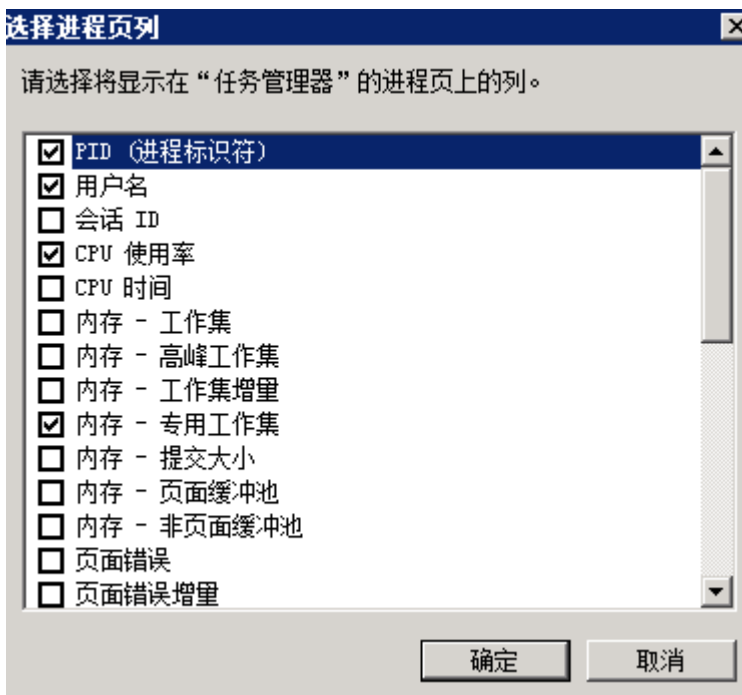 选择进程页列
请选择将显示在“任务管理器”的进程页上的列。
PID (进程标识符)
用户名
会话 ID
CPU 使用率
CPU 时间
内存 - 工作集
内存 - 高峰工作集
内存 - 工作集增量
内存 - 专用工作集
内存 - 提交大小
内存 - 页面缓冲池
内存 - 非页面缓冲池
页面错误
页面错误增量
确定
取消